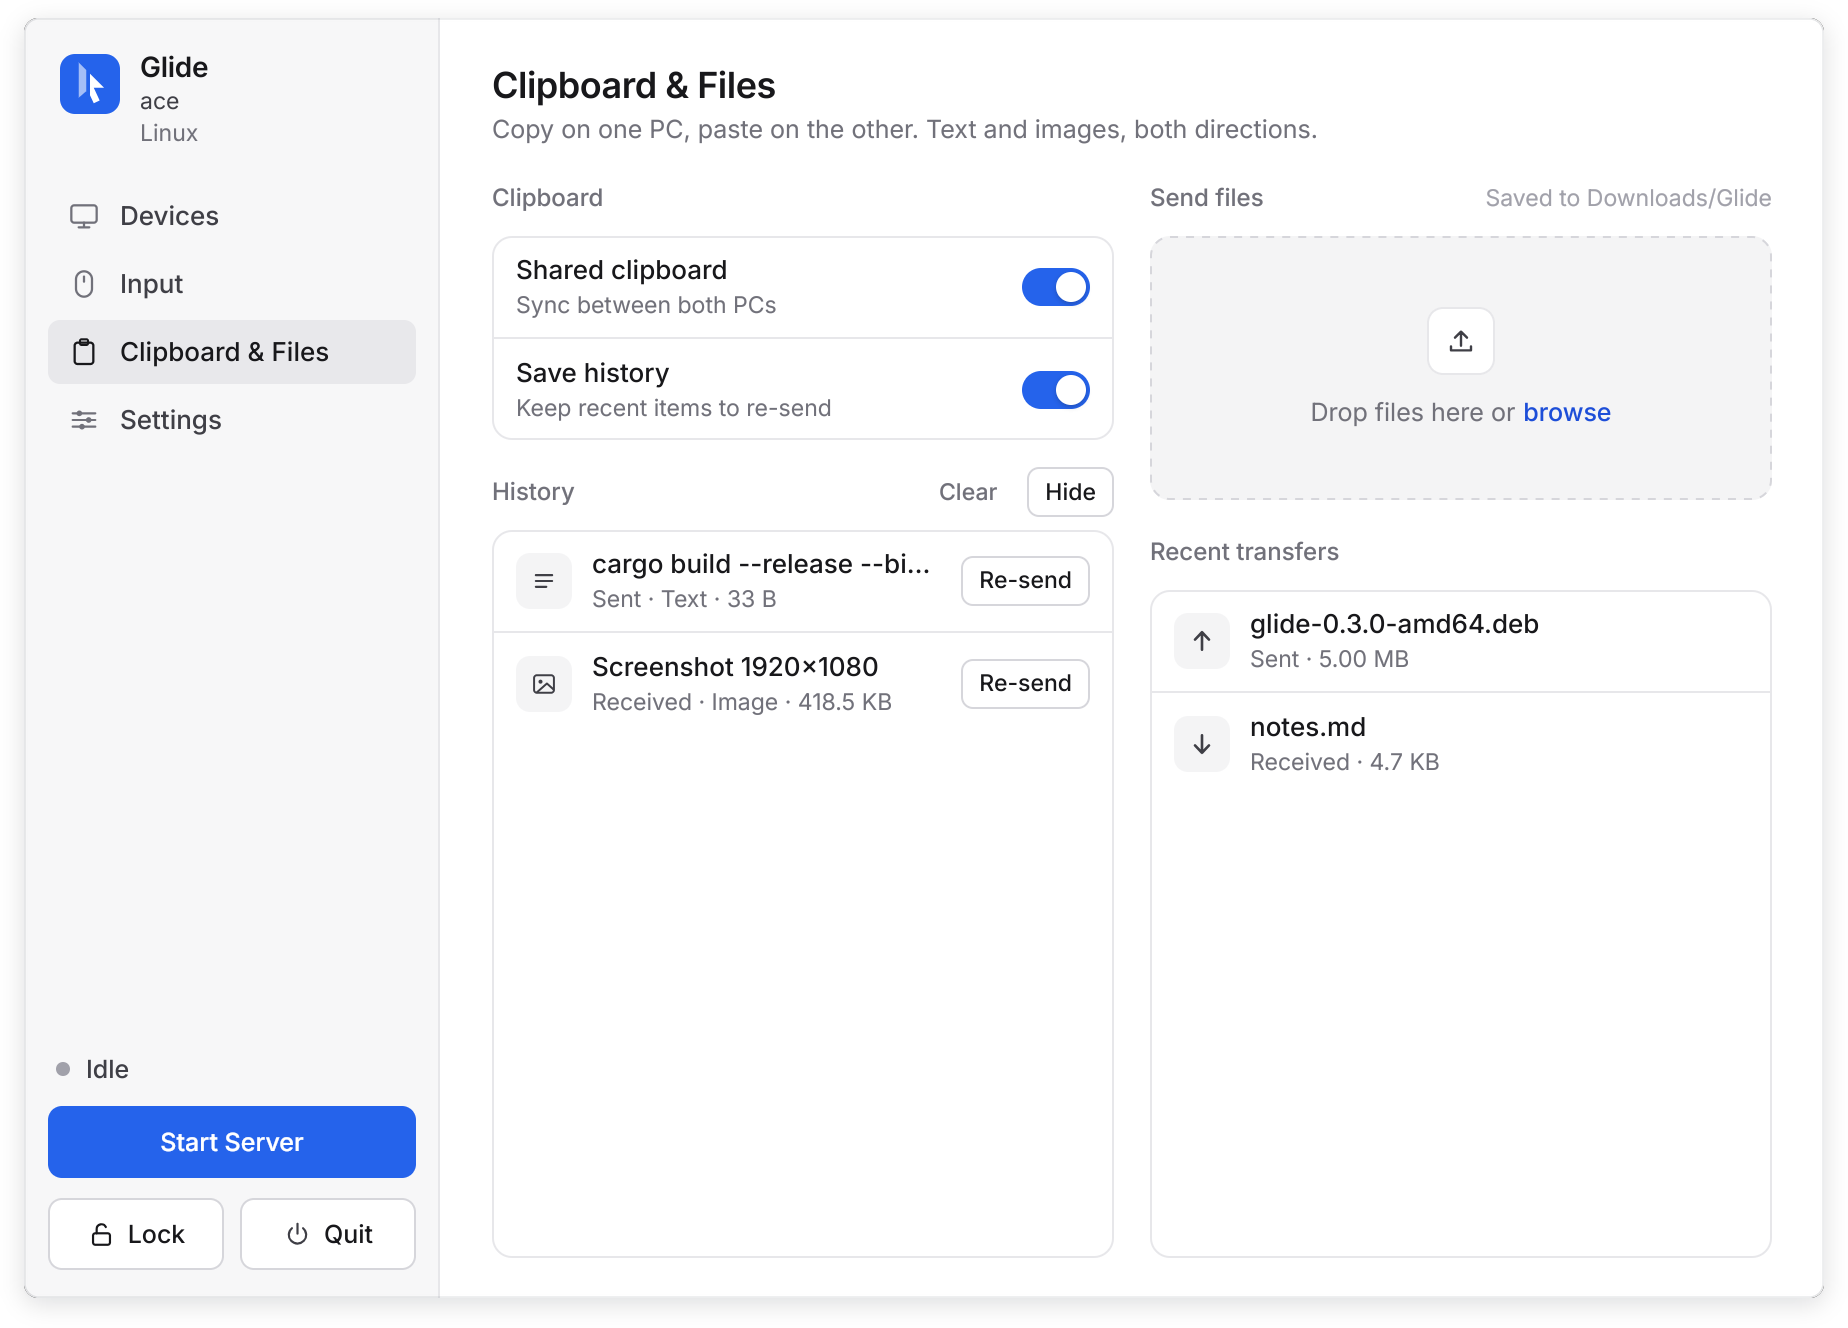 Glide
ace
Linux
Devices
Input
Clipboard & Files
Settings
Idle
Start Server
Lock
Quit
Clipboard & Files
Copy on one PC, paste on the other. Text and images, both directions.
Clipboard
Shared clipboard
Sync between both PCs
Save history
Keep recent items to re-send
History
Clear
Hide
cargo build --release --bi...
Sent · Text · 33 B
Re-send
Screenshot 1920×1080
Received · Image · 418.5 KB
Re-send
Send files
Saved to Downloads/Glide
Drop files here or browse
Recent transfers
glide-0.3.0-amd64.deb
Sent · 5.00 MB
notes.md
Received · 4.7 KB